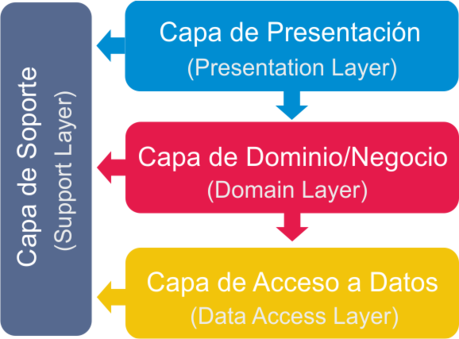 Capa de Soporte
(Support Layer)
Capa de Presentación
(Presentation Layer)
Capa de Dominio/Negocio
(Domain Layer)
Capa de Acceso a Datos
(Data Access Layer)